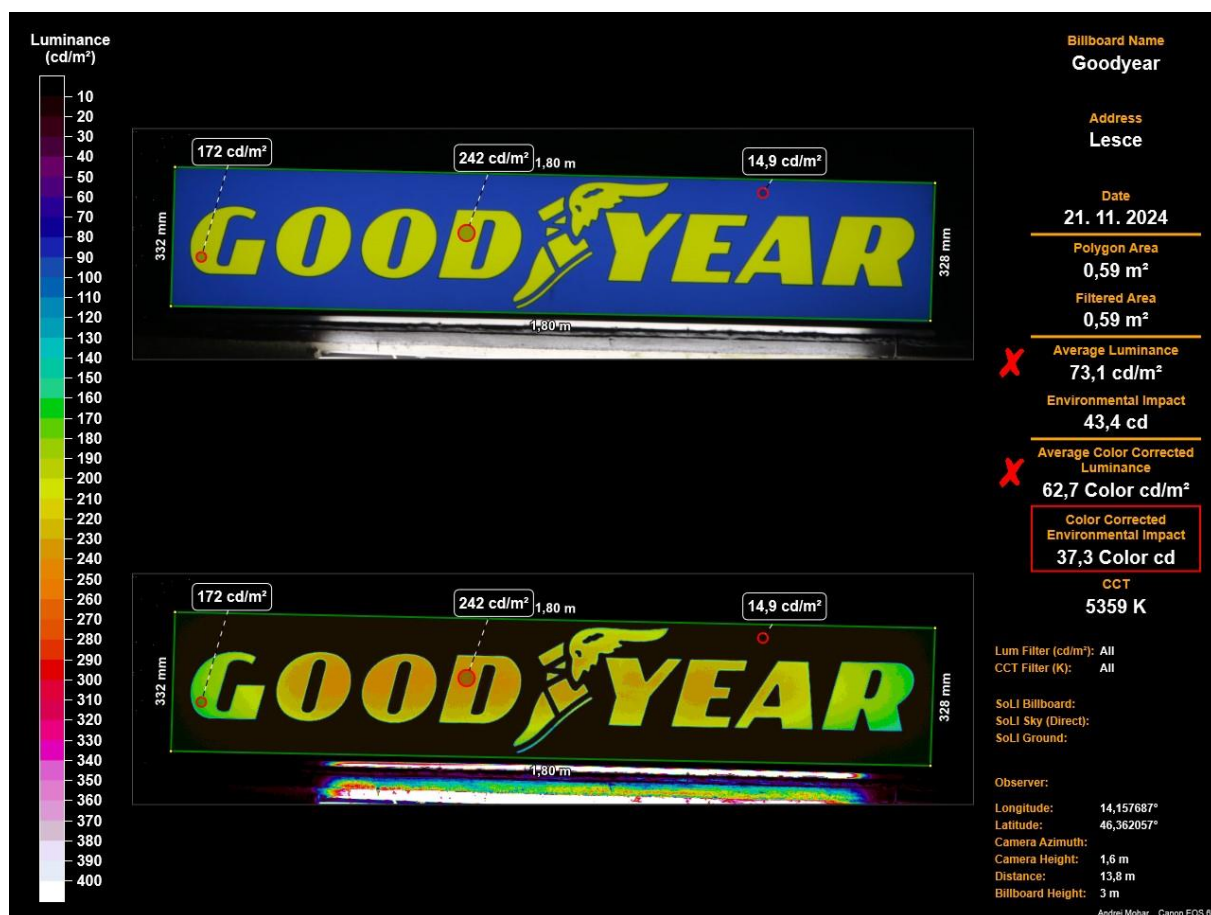 Luminance
(cd/m²)
10
20
30
40
50
60
70
80
90
100
110
120
130
140
150
160
170
180
190
200
210
220
230
240
250
260
270
280
290
300
310
320
330
340
350
360
370
380
390
400
172 cd/m²
242 cd/m²
1,80 m
14,9 cd/m²
332 mm
GOOD YEAR
328 mm
1,80 m
172 cd/m²
242 cd/m²
1,80 m
14,9 cd/m²
332 mm
GOOD YEAR
328 mm
1,80 m
Billboard Name
Goodyear
Address
Lesce
Date
21. 11. 2024
Polygon Area
0,59 m²
Filtered Area
0,59 m²
✗
Average Luminance
73,1 cd/m²
Environmental Impact
43,4 cd
✗
Average Color Corrected
Luminance
62,7 Color cd/m²
Color Corrected
Environmental Impact
37,3 Color cd
CCT
5359 K
Lum Filter (cd/m²): All
CCT Filter (K): All
SoLI Billboard:
SoLI Sky (Direct):
SoLI Ground:
Observer:
Longitude: 14,157687°
Latitude: 46,362057°
Camera Azimuth:
Camera Height: 1,6 m
Distance: 13,8 m
Billboard Height: 3 m
Andrej Mohar Canon EOS